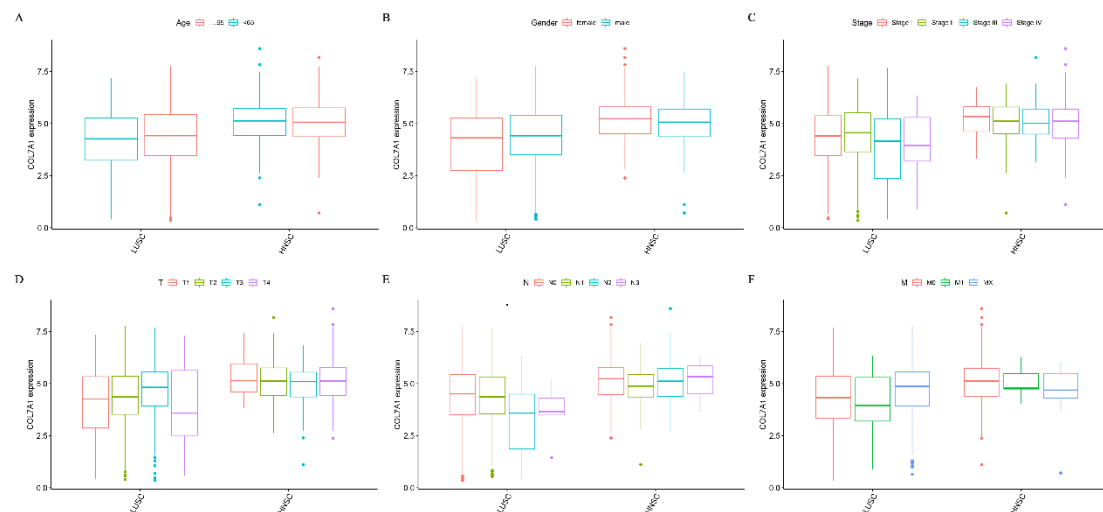 A
Age
<65
7.5
5.0
2.5
0.0
COL7A1 expression
LUSC
HNSC
B
Gender female male
7.5
5.0
2.5
0.0
COL7A1 expression
LUSC
HNSC
C
Stage Stage I Stage II Stage III Stage IV
7.5
5.0
2.5
0.0
COL7A1 expression
LUSC
HNSC
D
T T1 T2 T3 T4
7.5
5.0
2.5
0.0
COL7A1 expression
LUSC
HNSC
E
N N0 N1 N2 N3
7.5
5.0
2.5
0.0
COL7A1 expression
LUSC
HNSC
F
M M0 M1 MX
7.5
5.0
2.5
0.0
COL7A1 expression
LUSC
HNSC